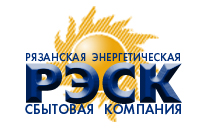 РЯЗАНСКАЯ ЭНЕРГЕТИЧЕСКАЯ
РЭСК
СБЫТОВАЯ КОМПАНИЯ